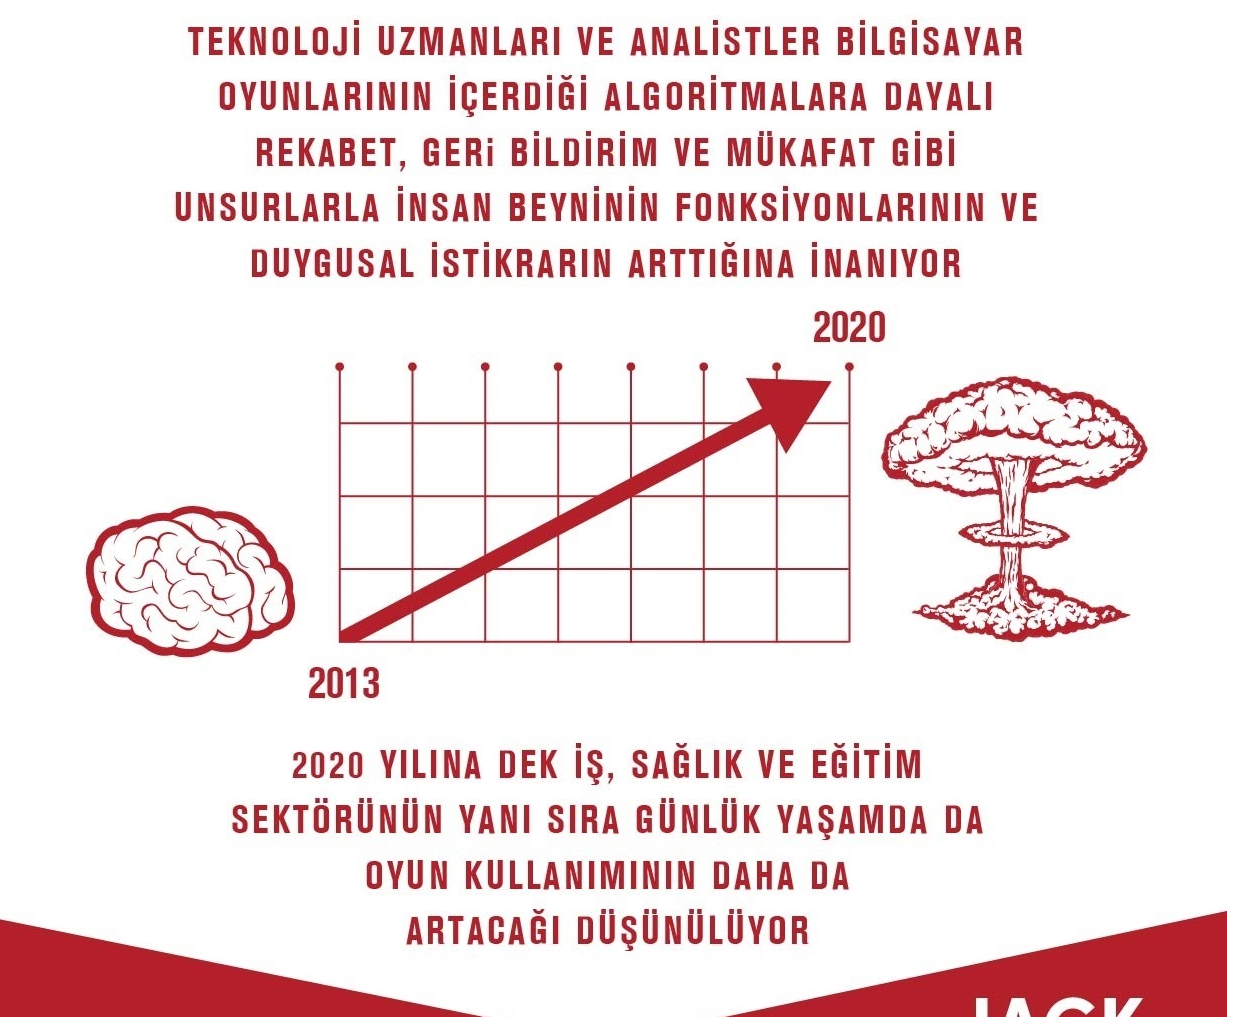 TEKNOLOJİ UZMANLARI VE ANALİSTLER BİLGİSAYAR
OYUNLARININ İÇERDİĞİ ALGORİTMALARA DAYALI
REKABET, GERi BİLDİRİM VE MÜKAFAT GİBİ
UNSURLARLA İNSAN BEYNİNİN FONKSİYONLARININ VE
DUYGUSAL İSTİKRARIN ARTTIĞINA İNANIYOR
2020
2013
2020 YILINA DEK İŞ, SAĞLIK VE EĞİTİM
SEKTÖRÜNÜN YANI SIRA GÜNLÜK YAŞAMDA DA
OYUN KULLANIMININ DAHA DA
ARTACAĞI DÜŞÜNÜLÜYOR